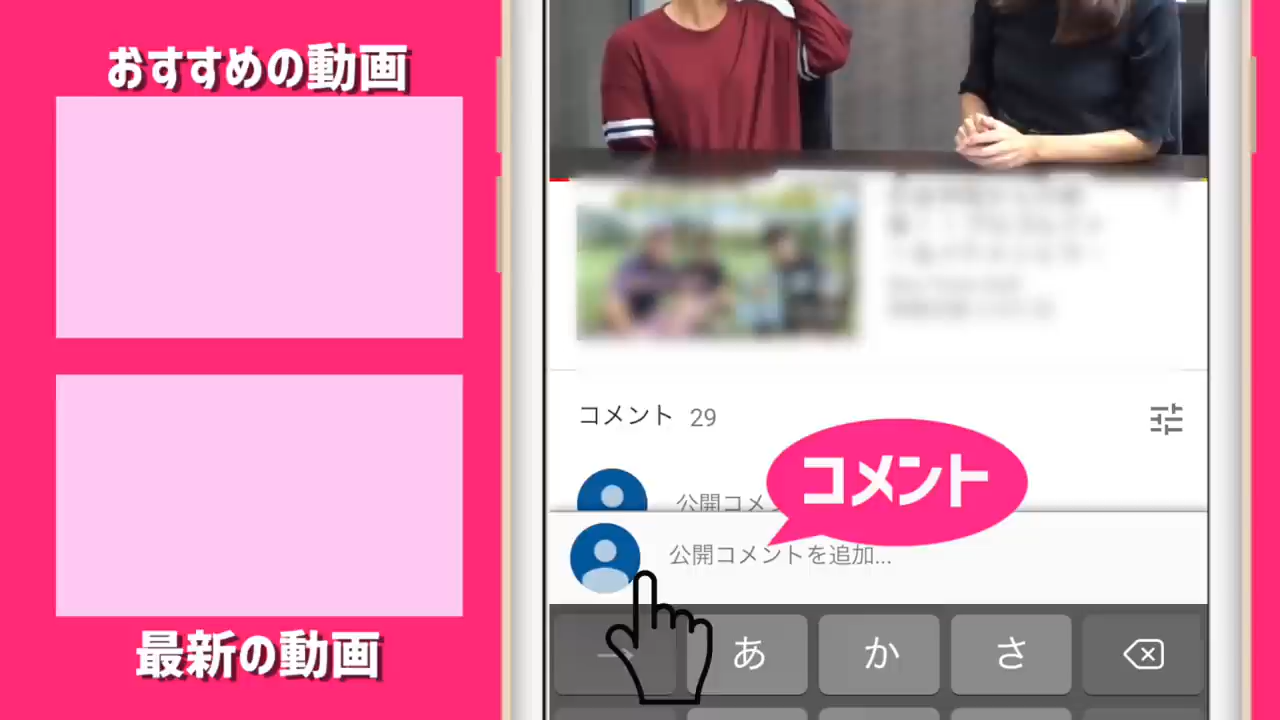 おすすめの動画
最新の動画
コメント 29
コメント
公開コメン
公開コメントを追加...
あ
か
さ